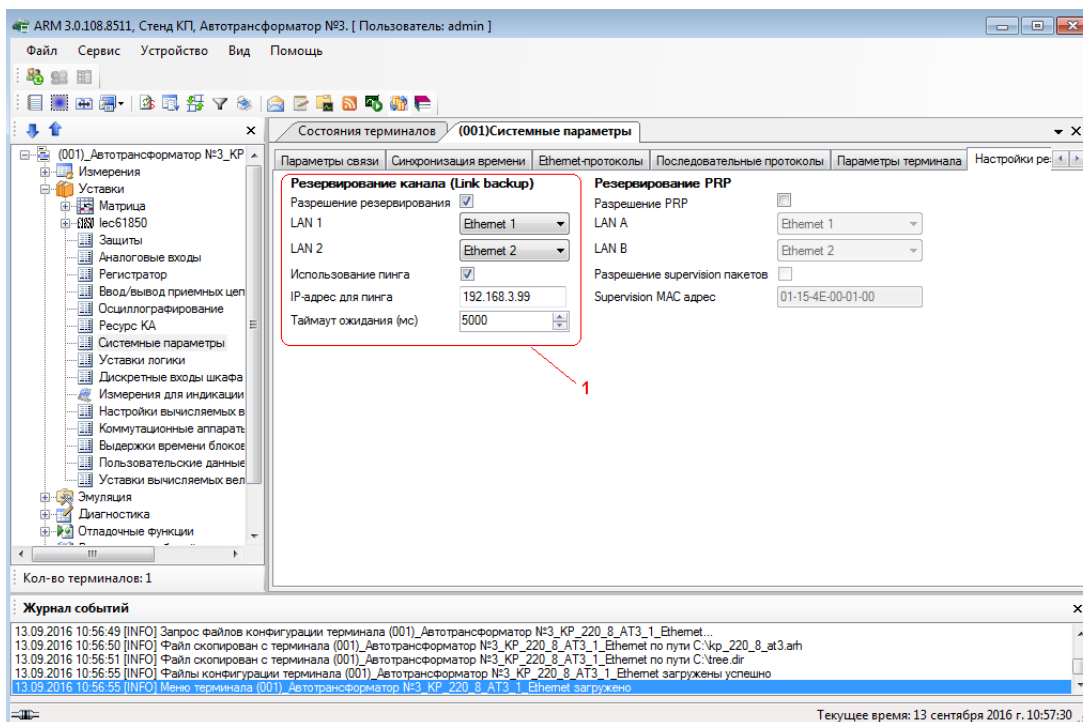 ARM 3.0.108.8511, Стенд КП, Автотрансформатор №3. [ Пользователь: admin ]
Файл Сервис Устройство Вид Помощь
Состояния терминалов (001)Системные параметры
(001)_Автотрансформатор №3_KP
Измерения
Уставки
Матрица
Iec61850
Защиты
Аналоговые входы
Регистратор
Ввод/вывод приемных цеп
Осциллографирование
Ресурс КА
Системные параметры
Уставки логики
Дискретные входы шкафа
Измерения для индикации
Настройки вычисляемых в
Коммутационные аппарать
Выдержки времени блоков
Пользовательские данные
Уставки вычисляемых вел
Эмуляция
Диагностика
Отладочные функции
Кол-во терминалов: 1
Параметры связи Синхронизация времени Ethernet-протоколы Последовательные протоколы Параметры терминала Настройки рез
Резервирование канала (Link backup)
Разрешение резервирования
LAN 1 Ethernet 1
LAN 2 Ethernet 2
Использование пинга
IP-адрес для пинга 192.168.3.99
Таймаут ожидания (мс) 5000
1
Резервирование PRP
Разрешение PRP
LAN A Ethernet 1
LAN B Ethernet 2
Разрешение supervision пакетов
Supervision MAC адрес 01-15-4E-00-01-00
Журнал событий
13.09.2016 10:56:49 [INFO] Запрос файлов конфигурации терминала (001)_Автотрансформатор №3_KP_220_8_AT3_1_Ethernet...
13.09.2016 10:56:50 [INFO] Файл скопирован с терминала (001)_Автотрансформатор №3_KP_220_8_AT3_1_Ethernet по пути C:\kp_220_8_at3.arh
13.09.2016 10:56:51 [INFO] Файл скопирован с терминала (001)_Автотрансформатор №3_KP_220_8_AT3_1_Ethernet по пути C:\tree.dir
13.09.2016 10:56:55 [INFO] Файлы конфигурации терминала (001)_Автотрансформатор №3_KP_220_8_AT3_1_Ethernet загружены успешно
13.09.2016 10:56:55 [INFO] Меню терминала (001)_Автотрансформатор №3_KP_220_8_AT3_1_Ethernet загружено
Текущее время: 13 сентября 2016 г. 10:57:30